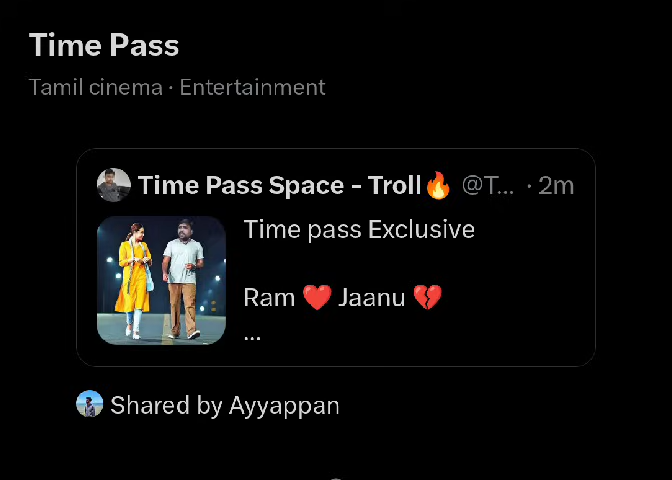 Time Pass
Tamil cinema · Entertainment
Time Pass Space - Troll🔥 @T... · 2m
Time pass Exclusive
Ram ❤️ Jaanu 💔
...
Shared by Ayyappan